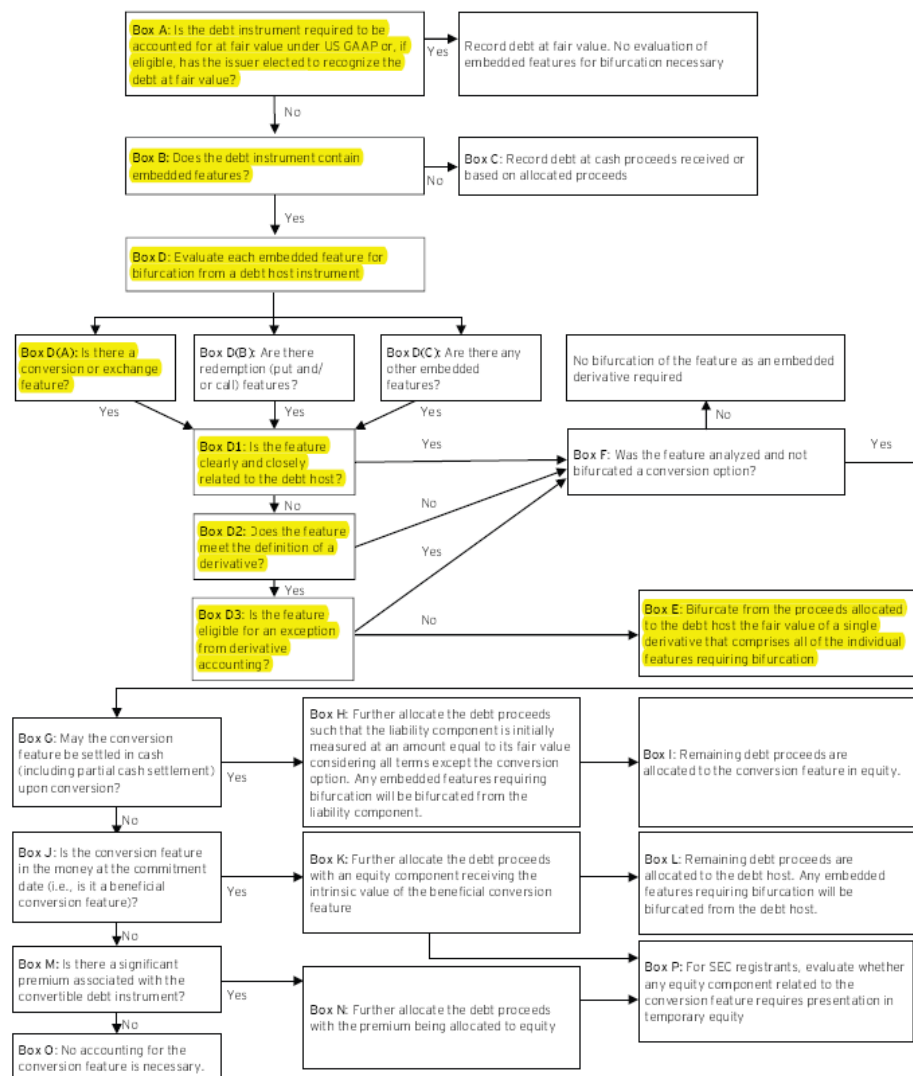 Box A: Is the debt instrument required to be
accounted for at fair value under US GAAP or, if
eligible, has the issuer elected to recognize the
debt at fair value?
Yes
Record debt at fair value. No evaluation of
embedded features for bifurcation necessary
No
Box B: Does the debt instrument contain
embedded features?
No
Box C: Record debt at cash proceeds received or
based on allocated proceeds
Yes
Box D: Evaluate each embedded feature for
bifurcation from a debt host instrument
Box D(A): Is there a
conversion or exchange
feature?
Box D(B): Are there
redemption (put and/
or call) features?
Box D(C): Are there any
other embedded
features?
No bifurcation of the feature as an embedded
derivative required
Yes
Yes
Yes
No
Box D1: Is the feature
clearly and closely
related to the debt host?
Yes
Box F: Was the feature analyzed and not
bifurcated a conversion option?
Yes
No
No
Box D2: Does the feature
meet the definition of a
derivative?
Yes
Yes
Box D3: Is the feature
eligible for an exception
from derivative
accounting?
No
Box E: Bifurcate from the proceeds allocated
to the debt host the fair value of a single
derivative that comprises all of the individual
features requiring bifurcation
Box G: May the conversion
feature be settled in cash
(including partial cash settlement)
upon conversion?
Yes
Box H: Further allocate the debt proceeds
such that the liability component is initially
measured at an amount equal to its fair value
considering all terms except the conversion
option. Any embedded features requiring
bifurcation will be bifurcated from the
liability component.
Box I: Remaining debt proceeds are
allocated to the conversion feature in equity.
No
Box J: Is the conversion feature
in the money at the commitment
date (i.e., is it a beneficial
conversion feature)?
Yes
Box K: Further allocate the debt proceeds
with an equity component receiving the
intrinsic value of the beneficial conversion
feature
Box L: Remaining debt proceeds are
allocated to the debt host. Any embedded
features requiring bifurcation will be
bifurcated from the debt host.
No
Box M: Is there a significant
premium associated with the
convertible debt instrument?
Yes
Box N: Further allocate the debt proceeds
with the premium being allocated to equity
Box P: For SEC registrants, evaluate whether
any equity component related to the
conversion feature requires presentation in
temporary equity
No
Box O: No accounting for the
conversion feature is necessary.